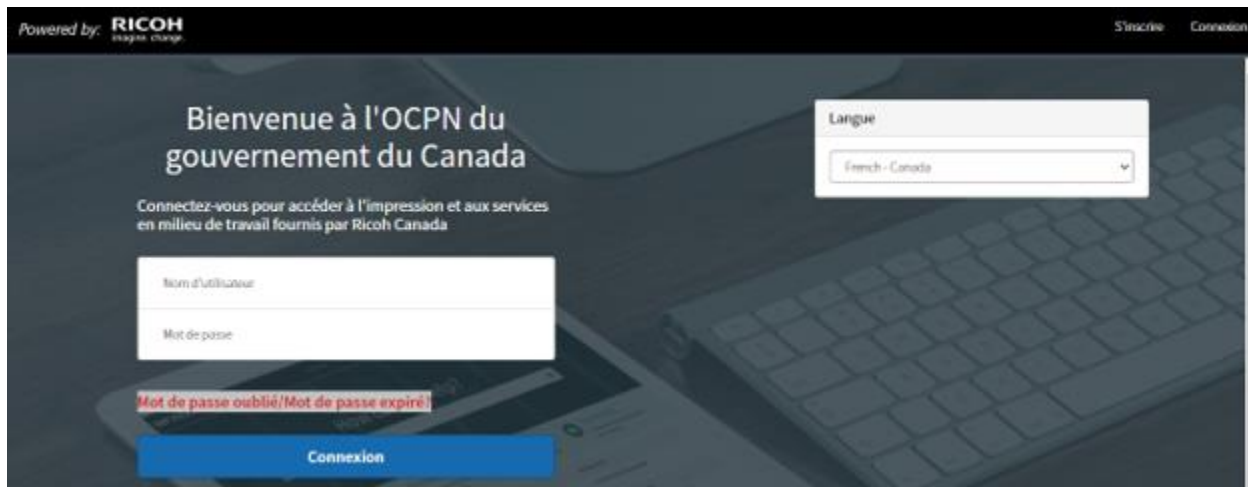 Powered by: RICOH
imagine. change.
S'inscrire Connexion
Bienvenue à l'OCPN du
gouvernement du Canada
Connectez-vous pour accéder à l'impression et aux services
en milieu de travail fournis par Ricoh Canada
Nom d'utilisateur
Mot de passe
Mot de passe oublié/Mot de passe expiré?
Connexion
Langue
French - Canada